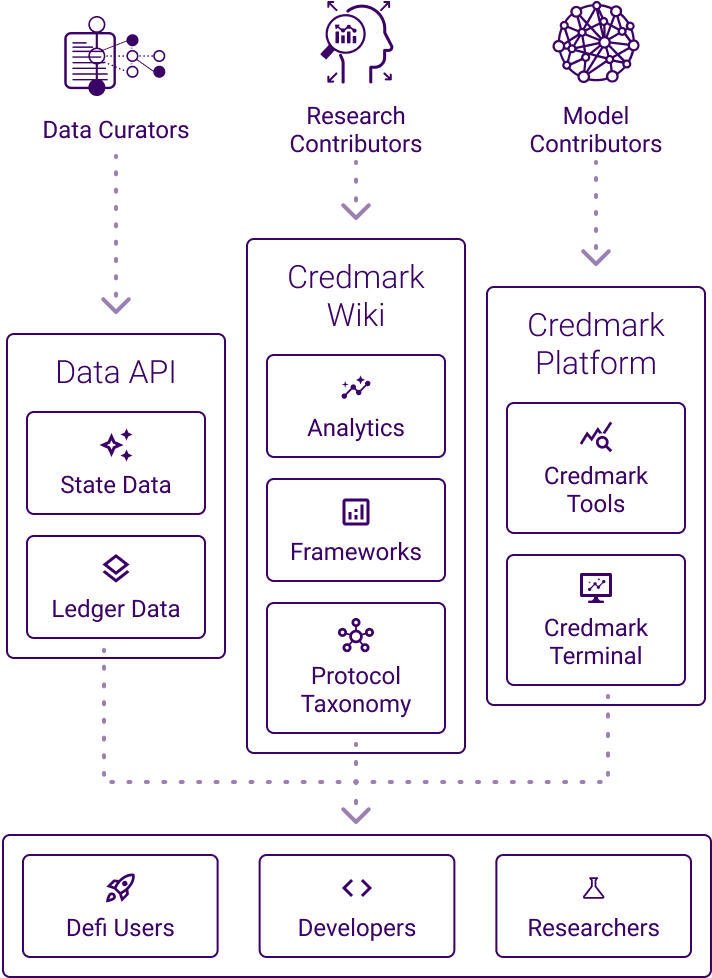 Data Curators
Research
Contributors
Model
Contributors
Data API
State Data
Ledger Data
Credmark
Wiki
Analytics
Frameworks
Protocol
Taxonomy
Credmark
Platform
Credmark
Tools
Credmark
Terminal
Defi Users
Developers
Researchers